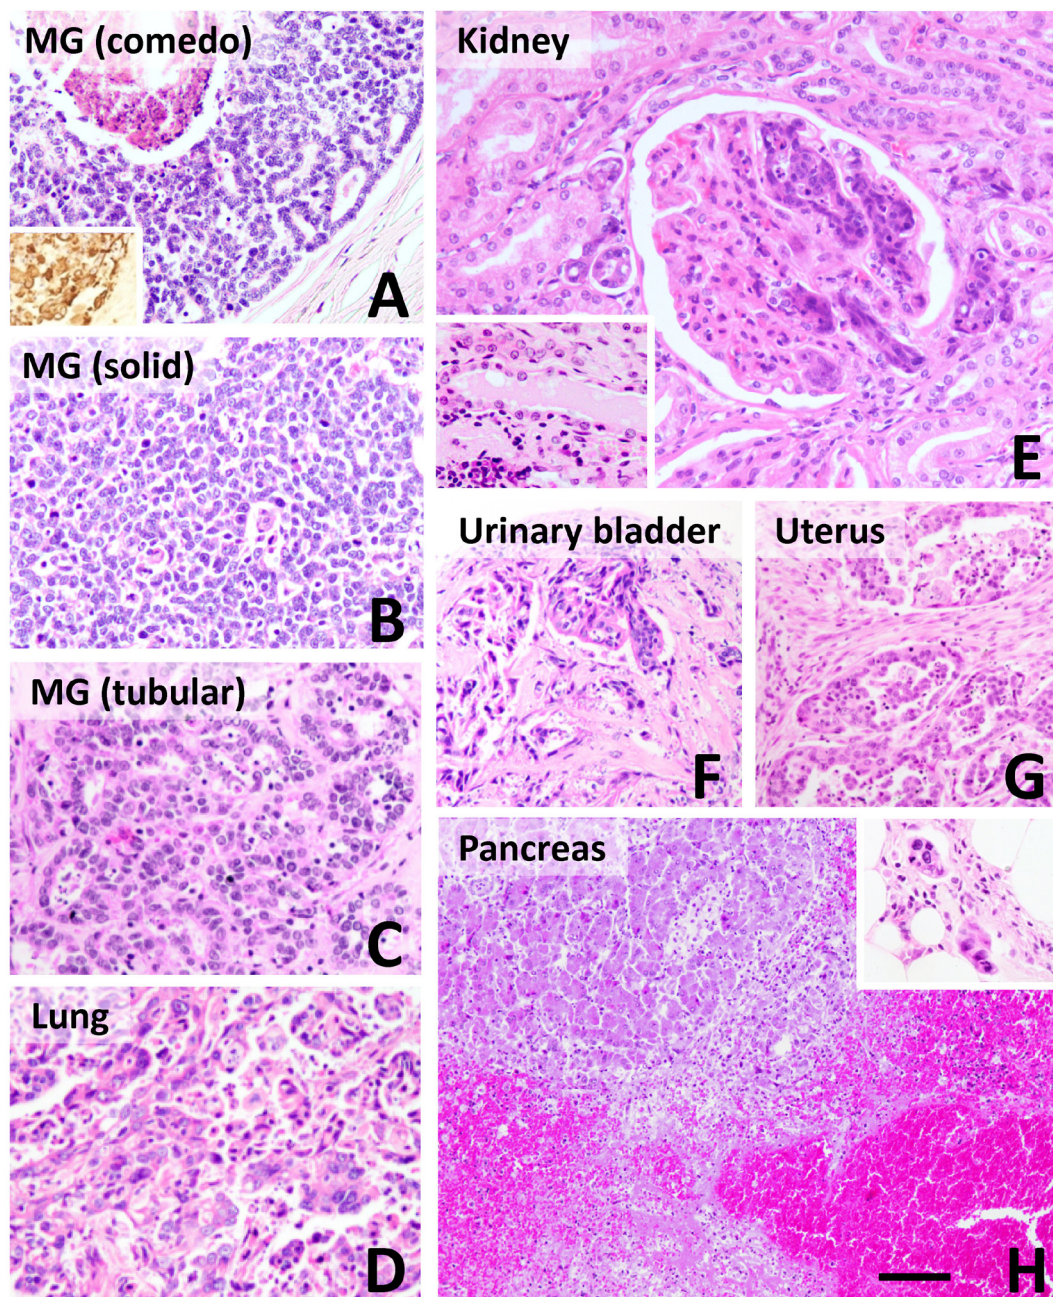 MG (comedo)
A
MG (solid)
B
MG (tubular)
C
Lung
D
Kidney
E
Urinary bladder
F
Uterus
G
Pancreas
H